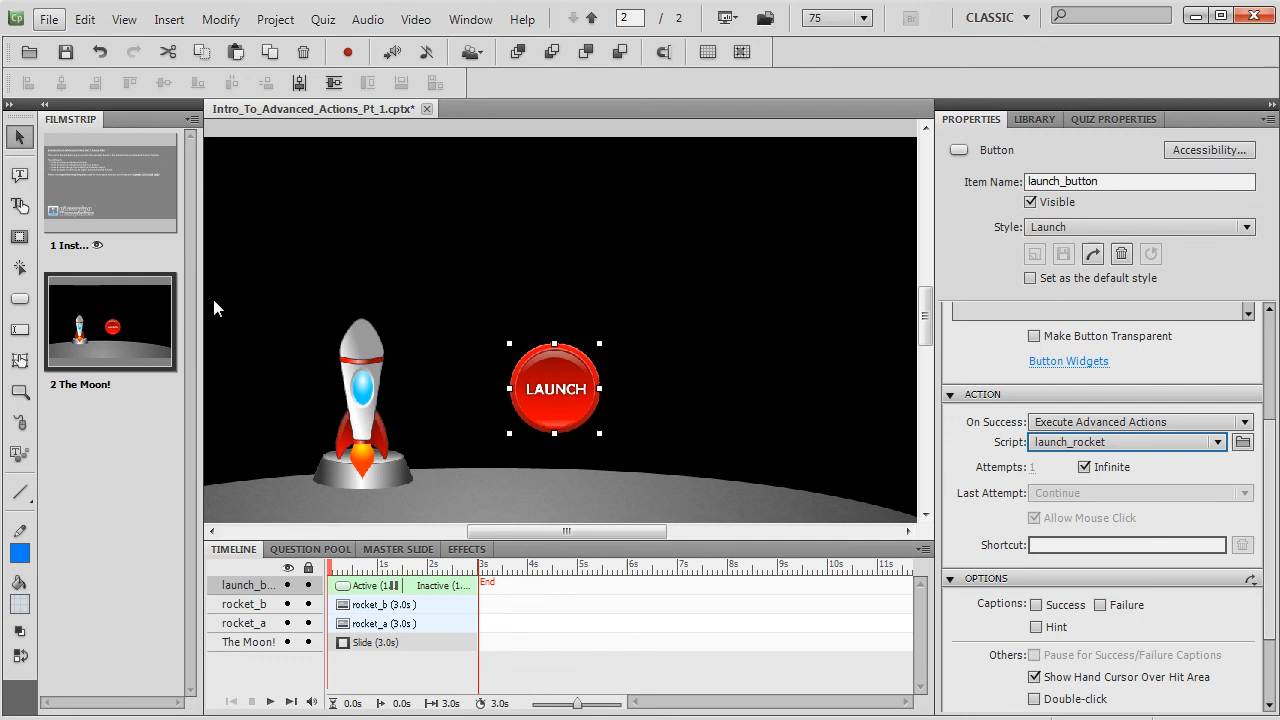 Cp File Edit View Insert Modify Project Quiz Audio Video Window Help 2 / 2 75 Br CLASSIC
Intro_To_Advanced_Actions_Pt_1.cptx*
FILMSTRIP
1 Inst...
2 The Moon!
LAUNCH
PROPERTIES LIBRARY QUIZ PROPERTIES
Button Accessibility...
Item Name: launch_button
Visible
Style: Launch
Set as the default style
Make Button Transparent
Button Widgets
ACTION
On Success: Execute Advanced Actions
Script: launch_rocket
Attempts: 1 Infinite
Last Attempt: Continue
Allow Mouse Click
Shortcut:
OPTIONS
Captions: Success Failure
Hint
Others: Pause for Success/Failure Captions
Show Hand Cursor Over Hit Area
Double-click
TIMELINE QUESTION POOL MASTER SLIDE EFFECTS
1s 2s 3s 4s 5s 6s 7s 8s 9s 10s 11s
launch_b... Active (1. Inactive (1.... End
rocket_b rocket_b (3.0s )
rocket_a rocket_a (3.0s )
The Moon! Slide (3.0s)
0.0s 0.0s 3.0s 3.0s